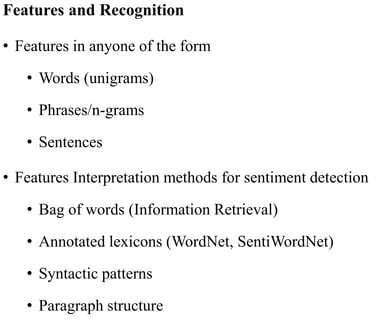 Features and Recognition
• Features in anyone of the form
• Words (unigrams)
• Phrases/n-grams
• Sentences
• Features Interpretation methods for sentiment detection
• Bag of words (Information Retrieval)
• Annotated lexicons (WordNet, SentiWordNet)
• Syntactic patterns
• Paragraph structure